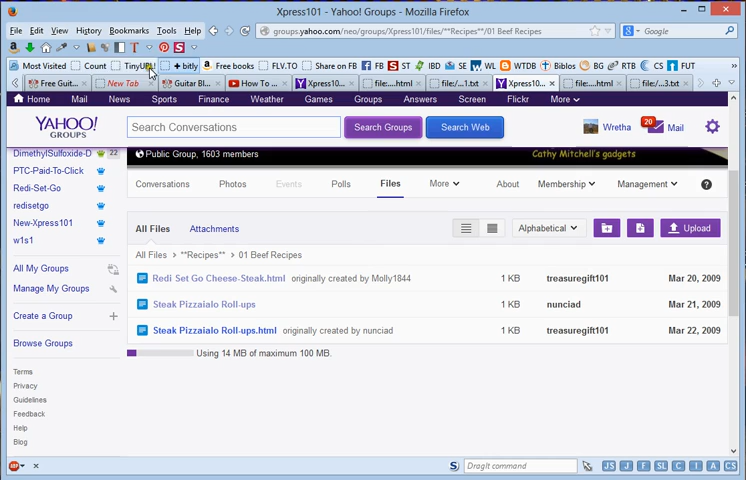 Xpress101 - Yahoo! Groups - Mozilla Firefox
File Edit View History Bookmarks Tools Help
groups.yahoo.com/neo/groups/Xpress101/files/**Recipes**/01 Beef Recipes
Google
Most Visited Count TinyURL! + bitly Free books FLV.TO Share on FB FB ST IBD SE ML WL WTDB Biblos BG RTB CS FUT
Free Guit... New Tab Guitar Bl... How To ... Xpress10... file:...html file:/...1.txt Xpress10... file:...html file:/...3.txt
Home Mail News Sports Finance Weather Games Groups Answers Screen Flickr More
YAHOO!
GROUPS
Search Conversations Search Groups Search Web Wretha 20 Mail
DimethylSulfoxide-D 22
PTC-Paid-To-Click
Redi-Set-Go
redisetgo
New-Xpress101
w1s1
All My Groups
Manage My Groups
Create a Group
Browse Groups
Terms
Privacy
Guidelines
Feedback
Help
Blog
Public Group, 1603 members Cathy Mitchell's gadgets
Conversations Photos Events Polls Files More About Membership Management ?
All Files Attachments Alphabetical Upload
All Files > **Recipes** > 01 Beef Recipes
Redi Set Go Cheese-Steak.html originally created by Molly1844 1 KB treasuregift101 Mar 20, 2009
Steak Pizzaialo Roll-ups 1 KB nunciad Mar 21, 2009
Steak Pizzaialo Roll-ups.html originally created by nunciad 1 KB treasuregift101 Mar 22, 2009
Using 14 MB of maximum 100 MB.
ABP S DragIt command JS J F SL C I A CS